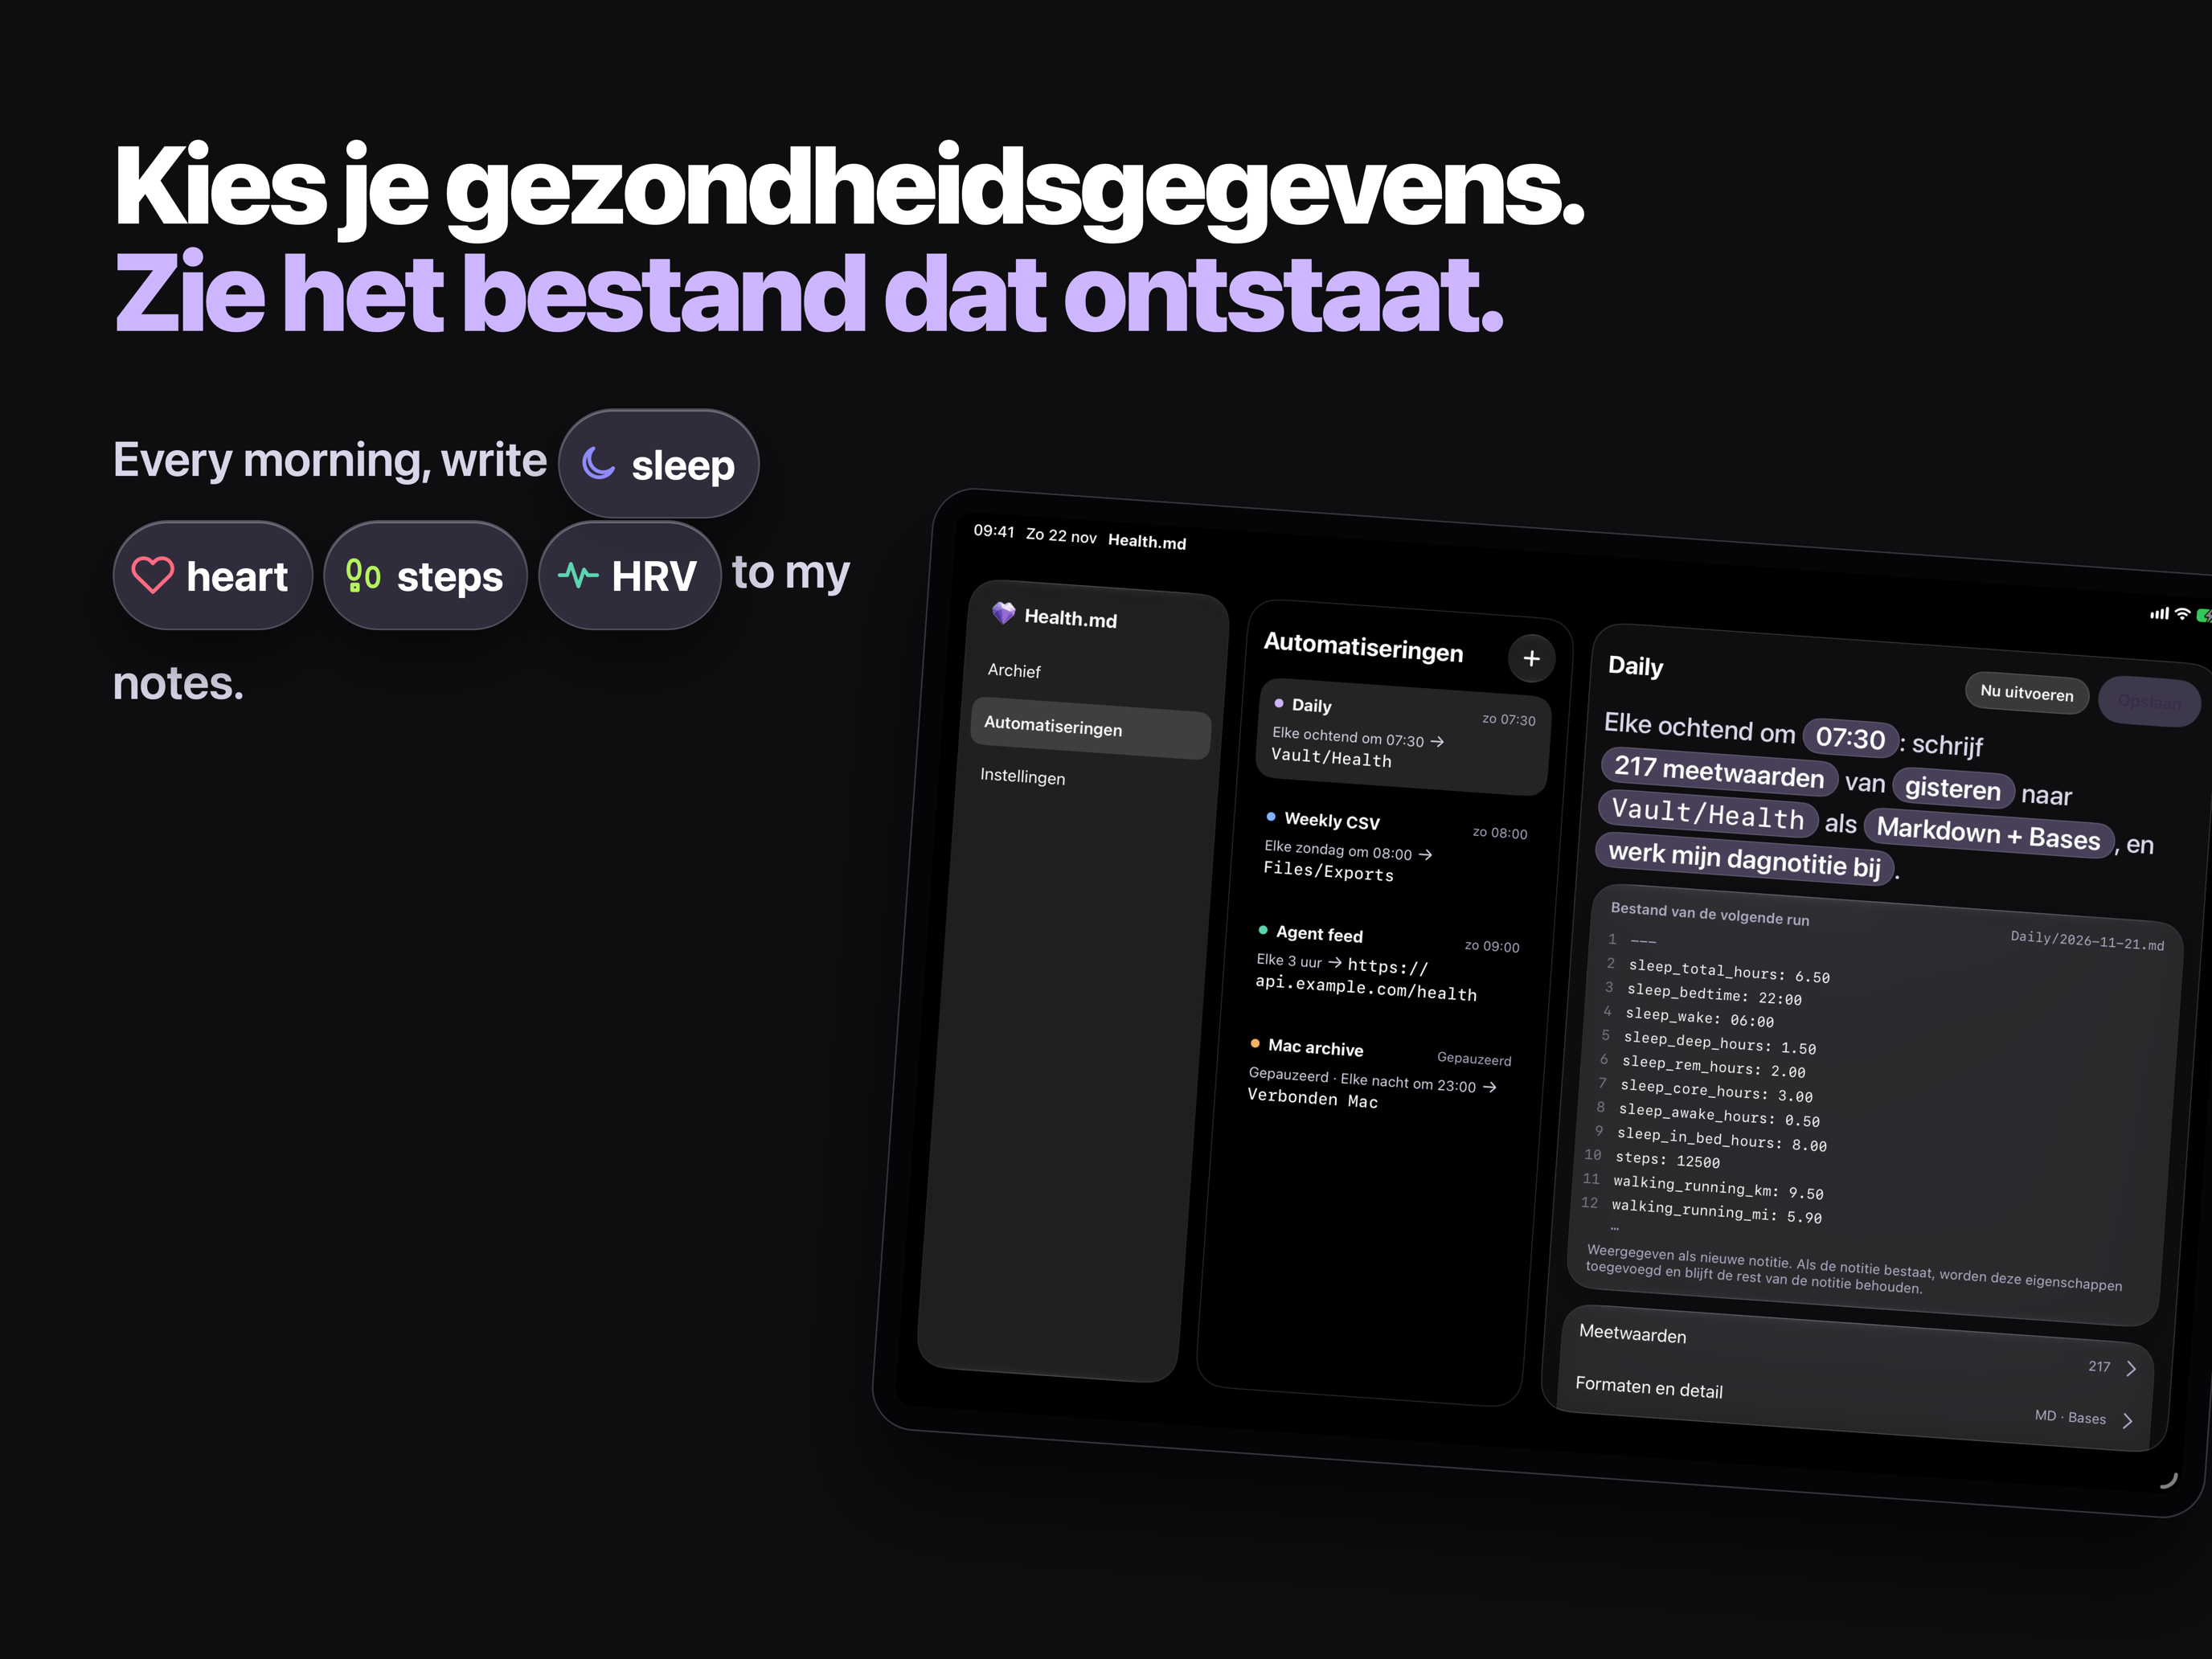 Kies je gezondheidsgegevens.
Zie het bestand dat ontstaat.
Every morning, write sleep
heart steps HRV to my
notes.
09:41 Zo 22 nov Health.md
Health.md
Archief
Automatiseringen
Instellingen
Automatiseringen
Daily zo 07:30
Elke ochtend om 07:30 →
Vault/Health
Weekly CSV zo 08:00
Elke zondag om 08:00 →
Files/Exports
Agent feed zo 09:00
Elke 3 uur → https://
api.example.com/health
Mac archive Gepauzeerd
Gepauzeerd · Elke nacht om 23:00 →
Verbonden Mac
Daily Nu uitvoeren Opslaan
Elke ochtend om 07:30: schrijf
217 meetwaarden van gisteren naar
Vault/Health als Markdown + Bases, en
werk mijn dagnotitie bij.
Bestand van de volgende run Daily/2026-11-21.md
1 ---
2 sleep_total_hours: 6.50
3 sleep_bedtime: 22:00
4 sleep_wake: 06:00
5 sleep_deep_hours: 1.50
6 sleep_rem_hours: 2.00
7 sleep_core_hours: 3.00
8 sleep_awake_hours: 0.50
9 sleep_in_bed_hours: 8.00
10 steps: 12500
11 walking_running_km: 9.50
12 walking_running_mi: 5.90
…
Weergegeven als nieuwe notitie. Als de notitie bestaat, worden deze eigenschappen
toegevoegd en blijft de rest van de notitie behouden.
Meetwaarden 217
Formaten en detail MD · Bases